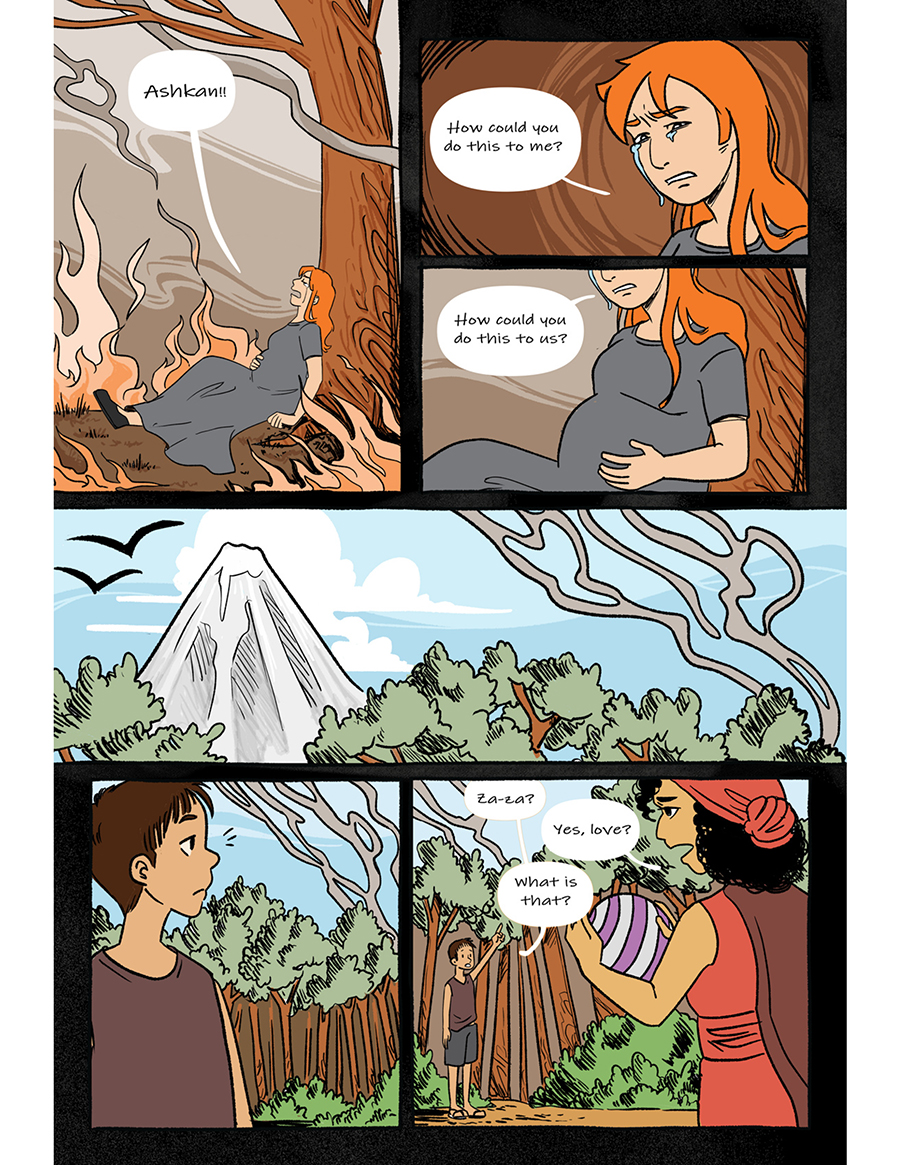 Ashkan!!
How could you
do this to me?
How could you
do this to us?
Za-za?
Yes, love?
What is
that?